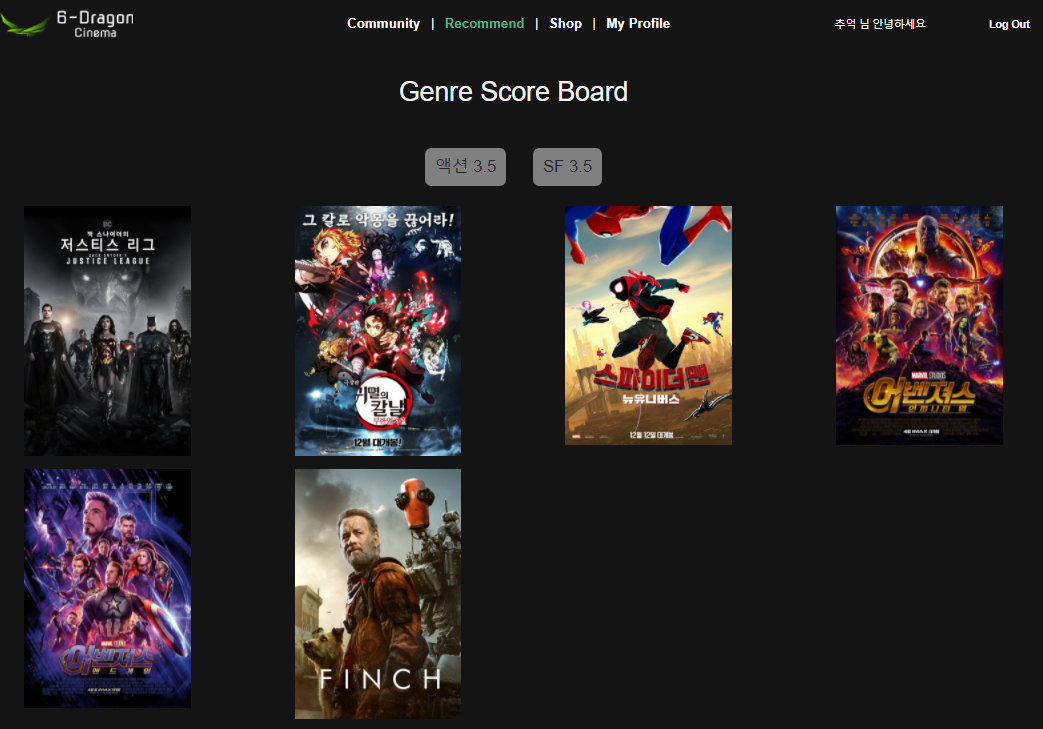 6-Dragon
Cinema
Community | Recommend | Shop | My Profile
추억 님 안녕하세요
Log Out
Genre Score Board
액션 3.5
SF 3.5
DC
잭 스나이더의
저스티스 리그
ZACK SNYDER'S
JUSTICE LEAGUE
그 칼로 악몽을 끊어라!
귀멸의
칼날
12월 대개봉!
스파이더맨
뉴 유니버스
12월 12일 대개봉
MARVEL STUDIOS
어벤져스
인피니티 워
MARVEL STUDIOS
어벤져스
엔드게임
FINCH